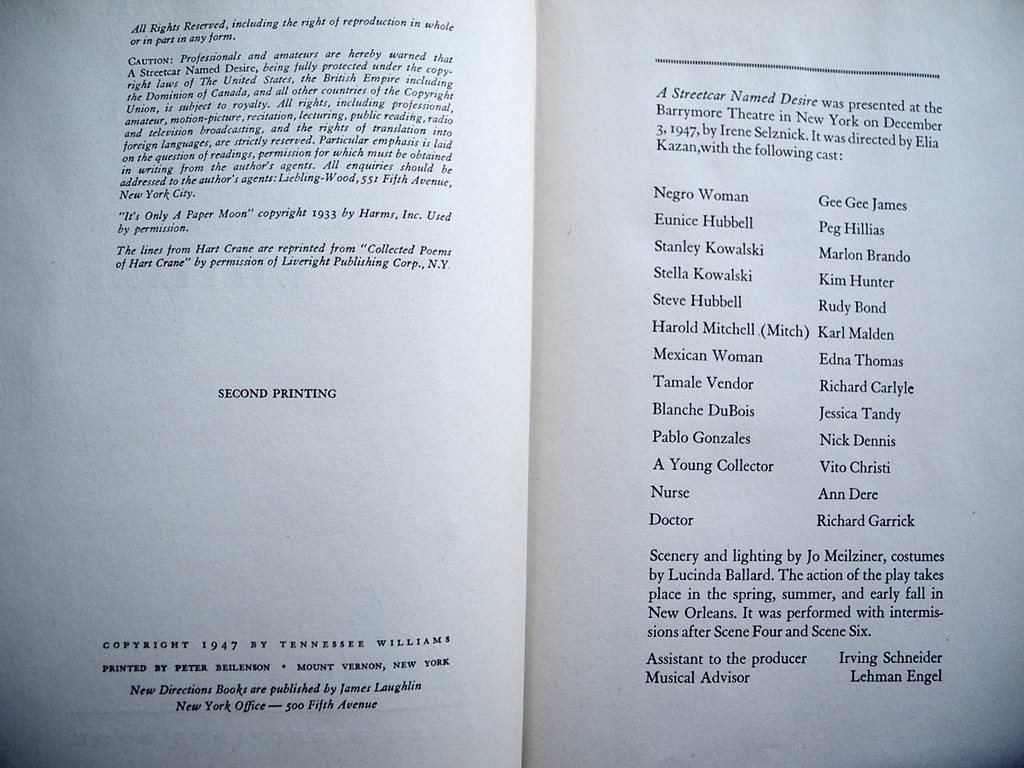 All Rights Reserved, including the right of reproduction in whole
or in part in any form.
CAUTION: Professionals and amateurs are hereby warned that
A Streetcar Named Desire, being fully protected under the copy-
right laws of The United States, the British Empire including
the Dominion of Canada, and all other countries of the Copyright
Union, is subject to royalty. All rights, including professional,
amateur, motion-picture, recitation, lecturing, public reading, radio
and television broadcasting, and the rights of translation into
foreign languages, are strictly reserved. Particular emphasis is laid
on the question of readings, permission for which must be obtained
in writing from the author's agents. All enquiries should be
addressed to the author's agents: Liebling-Wood, 551 Fifth Avenue,
New York City.
"It's Only A Paper Moon" copyright 1933 by Harms, Inc. Used
by permission.
The lines from Hart Crane are reprinted from "Collected Poems
of Hart Crane" by permission of Liveright Publishing Corp., N.Y.
SECOND PRINTING
COPYRIGHT 1947 BY TENNESSEE WILLIAMS
PRINTED BY PETER BEILENSON • MOUNT VERNON, NEW YORK
New Directions Books are published by James Laughlin
New York Office — 500 Fifth Avenue
A Streetcar Named Desire was presented at the
Barrymore Theatre in New York on December
3, 1947, by Irene Selznick. It was directed by Elia
Kazan, with the following cast:
Negro Woman Gee Gee James
Eunice Hubbell Peg Hillias
Stanley Kowalski Marlon Brando
Stella Kowalski Kim Hunter
Steve Hubbell Rudy Bond
Harold Mitchell (Mitch) Karl Malden
Mexican Woman Edna Thomas
Tamale Vendor Richard Carlyle
Blanche DuBois Jessica Tandy
Pablo Gonzales Nick Dennis
A Young Collector Vito Christi
Nurse Ann Dere
Doctor Richard Garrick
Scenery and lighting by Jo Meilziner, costumes
by Lucinda Ballard. The action of the play takes
place in the spring, summer, and early fall in
New Orleans. It was performed with intermis-
sions after Scene Four and Scene Six.
Assistant to the producer Irving Schneider
Musical Advisor Lehman Engel